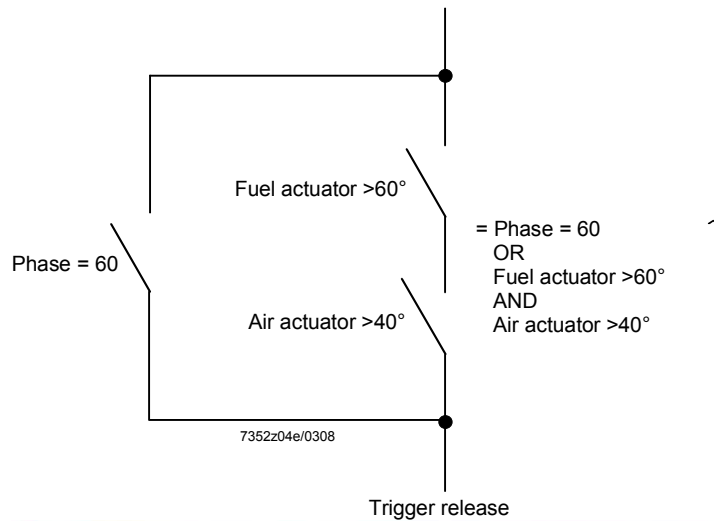 Fuel actuator >60°
= Phase = 60
OR
Fuel actuator >60°
AND
Air actuator >40°
Phase = 60
Air actuator >40°
7352z04e/0308
Trigger release